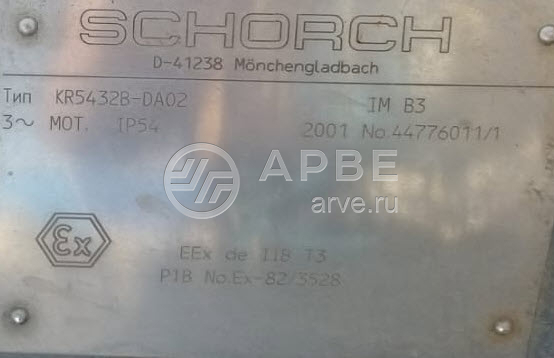 SCHORCH
D-41238 Mönchengladbach
Тип KR5432B-DA02 IM B3
3~ MOT. IP54 2001 No.44776011/1
АРВЕ
arve.ru
Ex
EEx de IIB T3
PIB No.Ex-82/3528